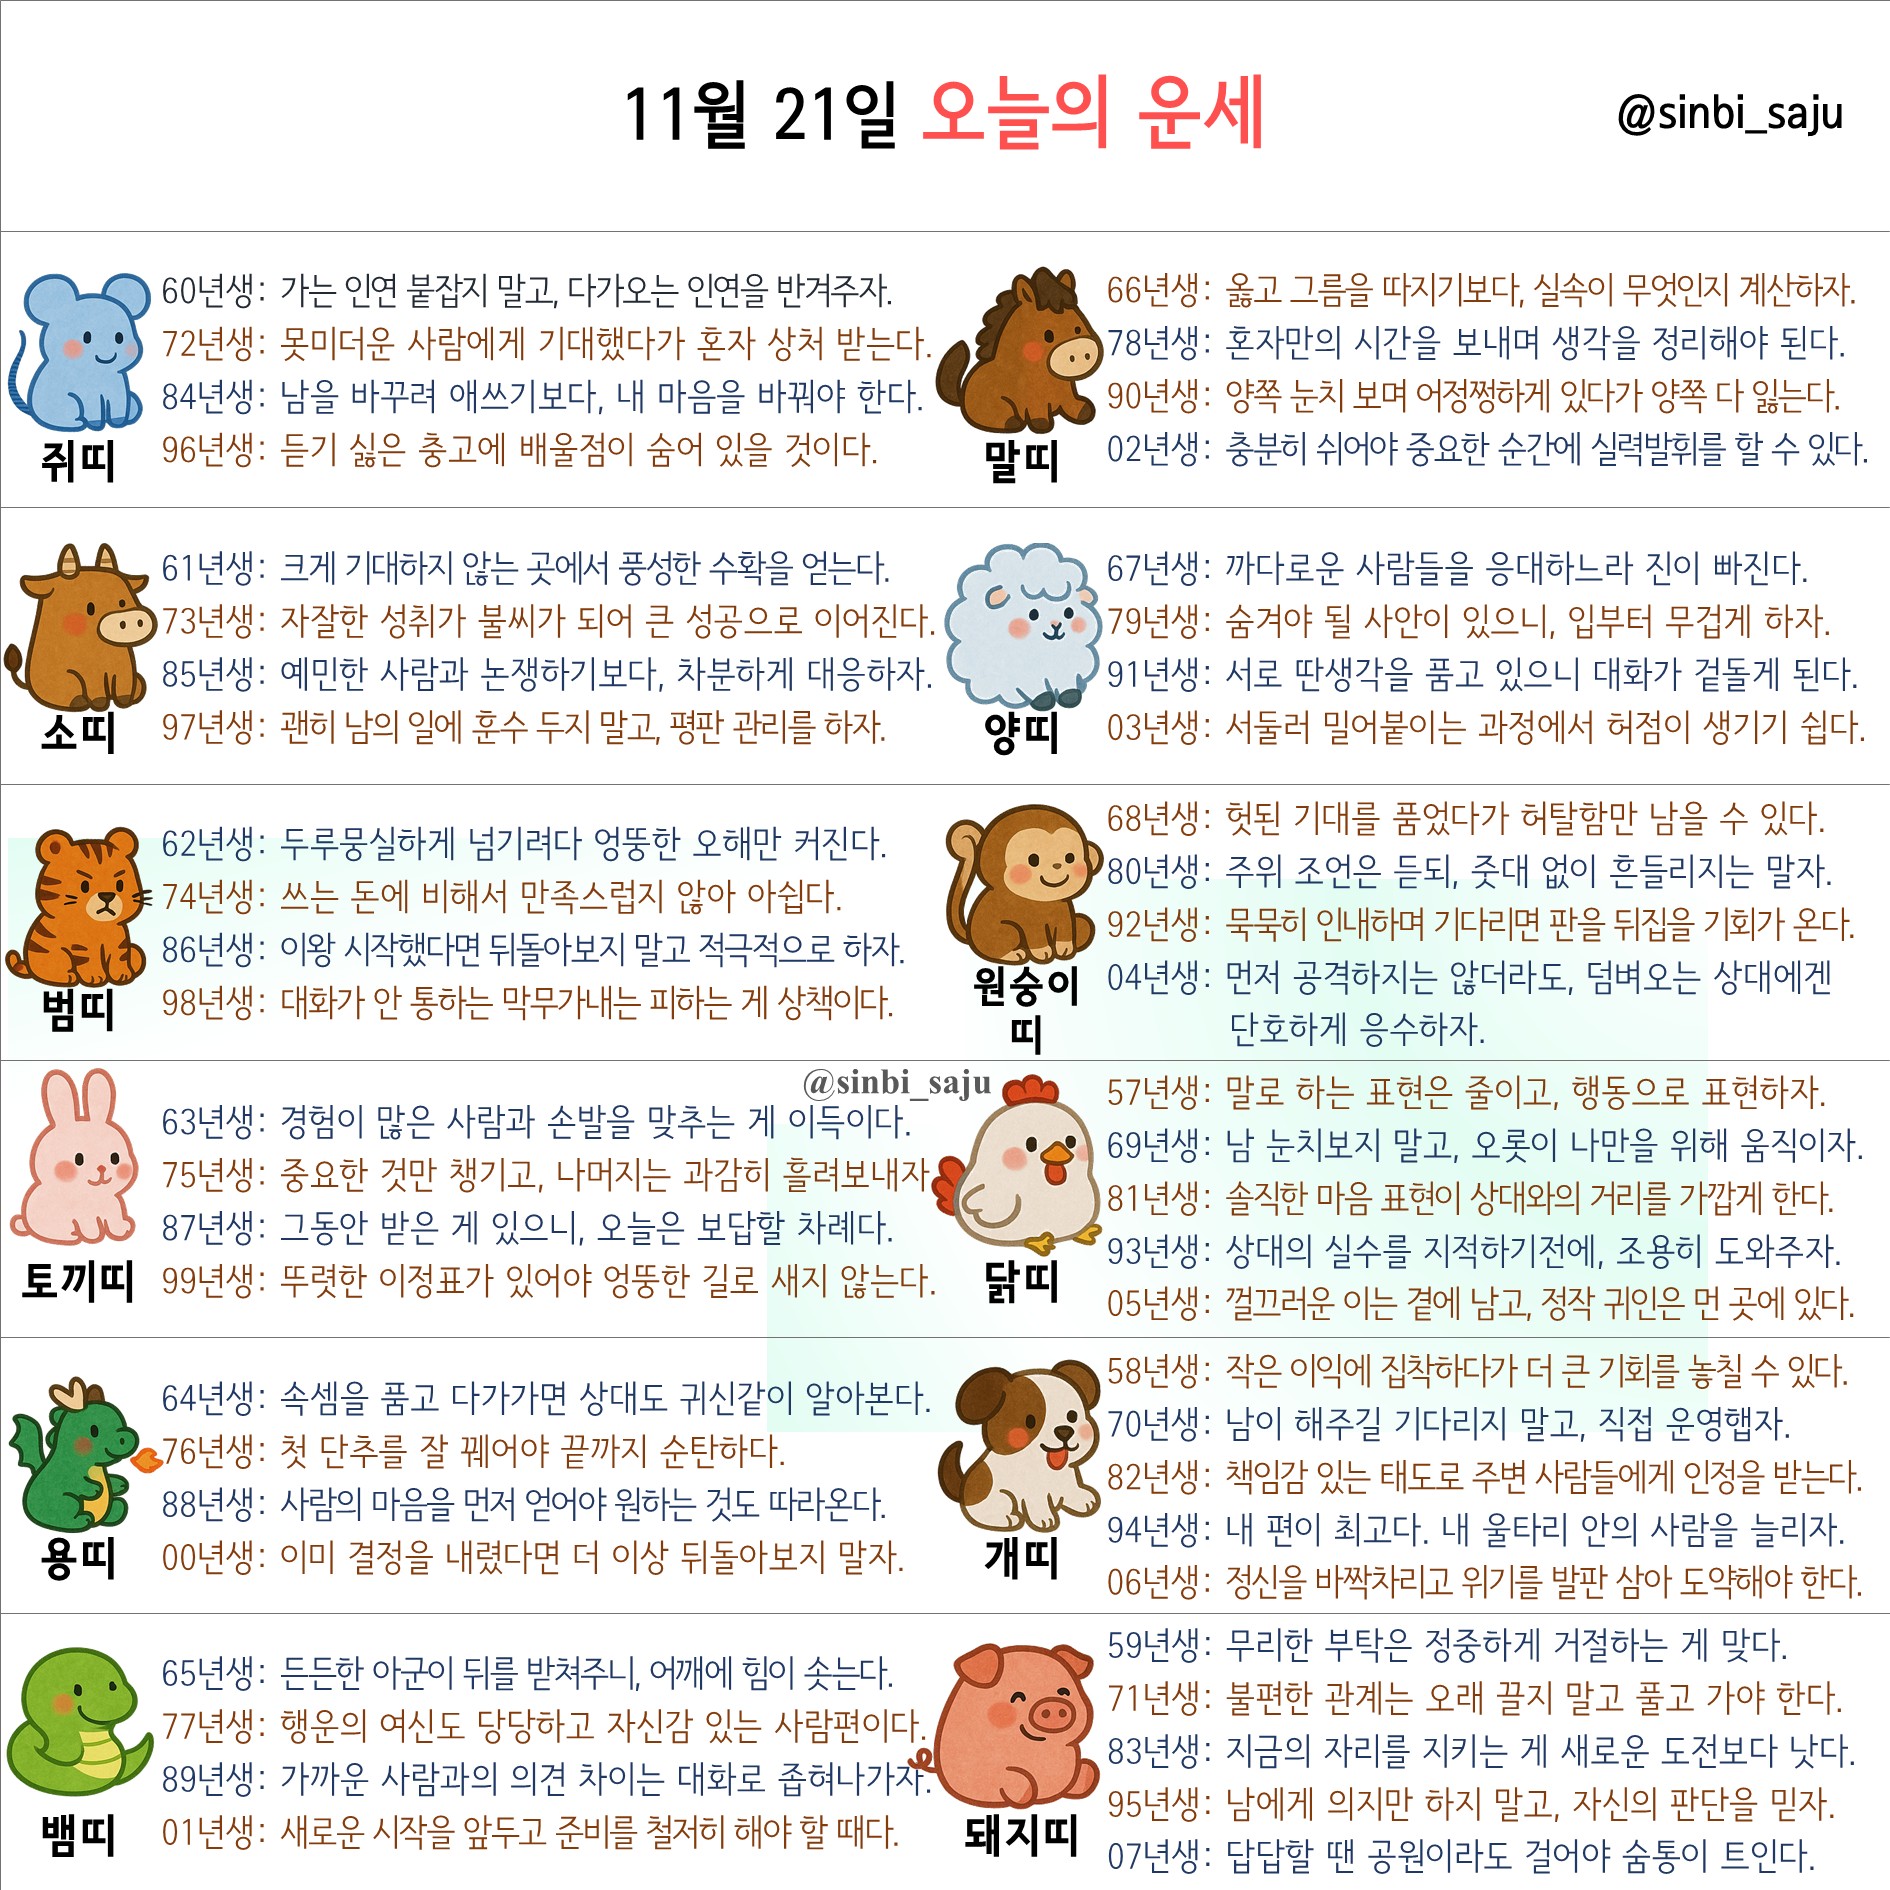 11월 21일 오늘의 운세
@sinbi_saju
60년생: 가는 인연 붙잡지 말고, 다가오는 인연을 반겨주자.
72년생: 못미더운 사람에게 기대했다가 혼자 상처 받는다.
84년생: 남을 바꾸려 애쓰기보다, 내 마음을 바꿔야 한다.
96년생: 듣기 싫은 충고에 배울점이 숨어 있을 것이다.
쥐띠
66년생: 옳고 그름을 따지기보다, 실속이 무엇인지 계산하자.
78년생: 혼자만의 시간을 보내며 생각을 정리해야 된다.
90년생: 양쪽 눈치 보며 어정쩡하게 있다가 양쪽 다 잃는다.
02년생: 충분히 쉬어야 중요한 순간에 실력발휘를 할 수 있다.
말띠
61년생: 크게 기대하지 않는 곳에서 풍성한 수확을 얻는다.
73년생: 자잘한 성취가 불씨가 되어 큰 성공으로 이어진다.
85년생: 예민한 사람과 논쟁하기보다, 차분하게 대응하자.
97년생: 괜히 남의 일에 훈수 두지 말고, 평판 관리를 하자.
소띠
67년생: 까다로운 사람들을 응대하느라 진이 빠진다.
79년생: 숨겨야 될 사안이 있으니, 입부터 무겁게 하자.
91년생: 서로 딴생각을 품고 있으니 대화가 겉돌게 된다.
03년생: 서둘러 밀어붙이는 과정에서 허점이 생기기 쉽다.
양띠
62년생: 두루뭉실하게 넘기려다 엉뚱한 오해만 커진다.
74년생: 쓰는 돈에 비해서 만족스럽지 않아 아쉽다.
86년생: 이왕 시작했다면 뒤돌아보지 말고 적극적으로 하자.
98년생: 대화가 안 통하는 막무가내는 피하는 게 상책이다.
범띠
68년생: 헛된 기대를 품었다가 허탈함만 남을 수 있다.
80년생: 주위 조언은 듣되, 줏대 없이 흔들리지는 말자.
92년생: 묵묵히 인내하며 기다리면 판을 뒤집을 기회가 온다.
04년생: 먼저 공격하지는 않더라도, 덤벼오는 상대에겐
단호하게 응수하자.
원숭이
띠
@sinbi_saju
63년생: 경험이 많은 사람과 손발을 맞추는 게 이득이다.
75년생: 중요한 것만 챙기고, 나머지는 과감히 흘려보내자
87년생: 그동안 받은 게 있으니, 오늘은 보답할 차례다.
99년생: 뚜렷한 이정표가 있어야 엉뚱한 길로 새지 않는다.
토끼띠
57년생: 말로 하는 표현은 줄이고, 행동으로 표현하자.
69년생: 남 눈치보지 말고, 오롯이 나만을 위해 움직이자.
81년생: 솔직한 마음 표현이 상대와의 거리를 가깝게 한다.
93년생: 상대의 실수를 지적하기전에, 조용히 도와주자.
05년생: 껄끄러운 이는 곁에 남고, 정작 귀인은 먼 곳에 있다.
닭띠
64년생: 속셈을 품고 다가가면 상대도 귀신같이 알아본다.
76년생: 첫 단추를 잘 꿰어야 끝까지 순탄하다.
88년생: 사람의 마음을 먼저 얻어야 원하는 것도 따라온다.
00년생: 이미 결정을 내렸다면 더 이상 뒤돌아보지 말자.
용띠
58년생: 작은 이익에 집착하다가 더 큰 기회를 놓칠 수 있다.
70년생: 남이 해주길 기다리지 말고, 직접 운영햅자.
82년생: 책임감 있는 태도로 주변 사람들에게 인정을 받는다.
94년생: 내 편이 최고다. 내 울타리 안의 사람을 늘리자.
06년생: 정신을 바짝차리고 위기를 발판 삼아 도약해야 한다.
개띠
65년생: 든든한 아군이 뒤를 받쳐주니, 어깨에 힘이 솟는다.
77년생: 행운의 여신도 당당하고 자신감 있는 사람편이다.
89년생: 가까운 사람과의 의견 차이는 대화로 좁혀나가자.
01년생: 새로운 시작을 앞두고 준비를 철저히 해야 할 때다.
뱀띠
59년생: 무리한 부탁은 정중하게 거절하는 게 맞다.
71년생: 불편한 관계는 오래 끌지 말고 풀고 가야 한다.
83년생: 지금의 자리를 지키는 게 새로운 도전보다 낫다.
95년생: 남에게 의지만 하지 말고, 자신의 판단을 믿자.
07년생: 답답할 땐 공원이라도 걸어야 숨통이 트인다.
돼지띠